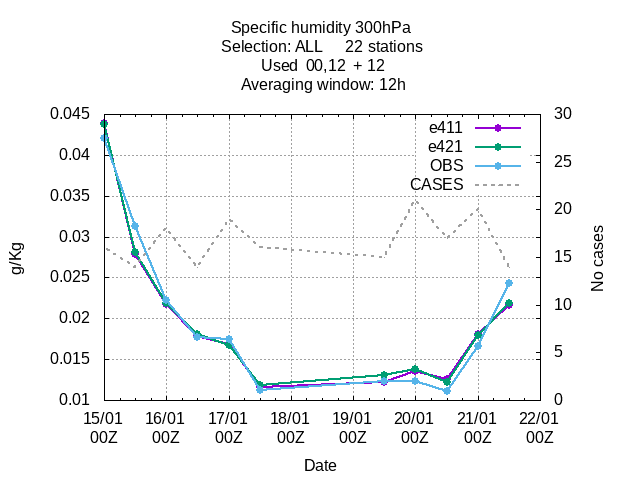 Specific humidity 300hPa
Selection: ALL 22 stations
Used 00,12 + 12
Averaging window: 12h
0.045
0.04
0.035
0.03
0.025
0.02
0.015
0.01
g/Kg
30
25
20
15
10
5
0
No cases
e411
e421
OBS
CASES
15/01 16/01 17/01 18/01 19/01 20/01 21/01 22/01
00Z 00Z 00Z 00Z 00Z 00Z 00Z 00Z
Date